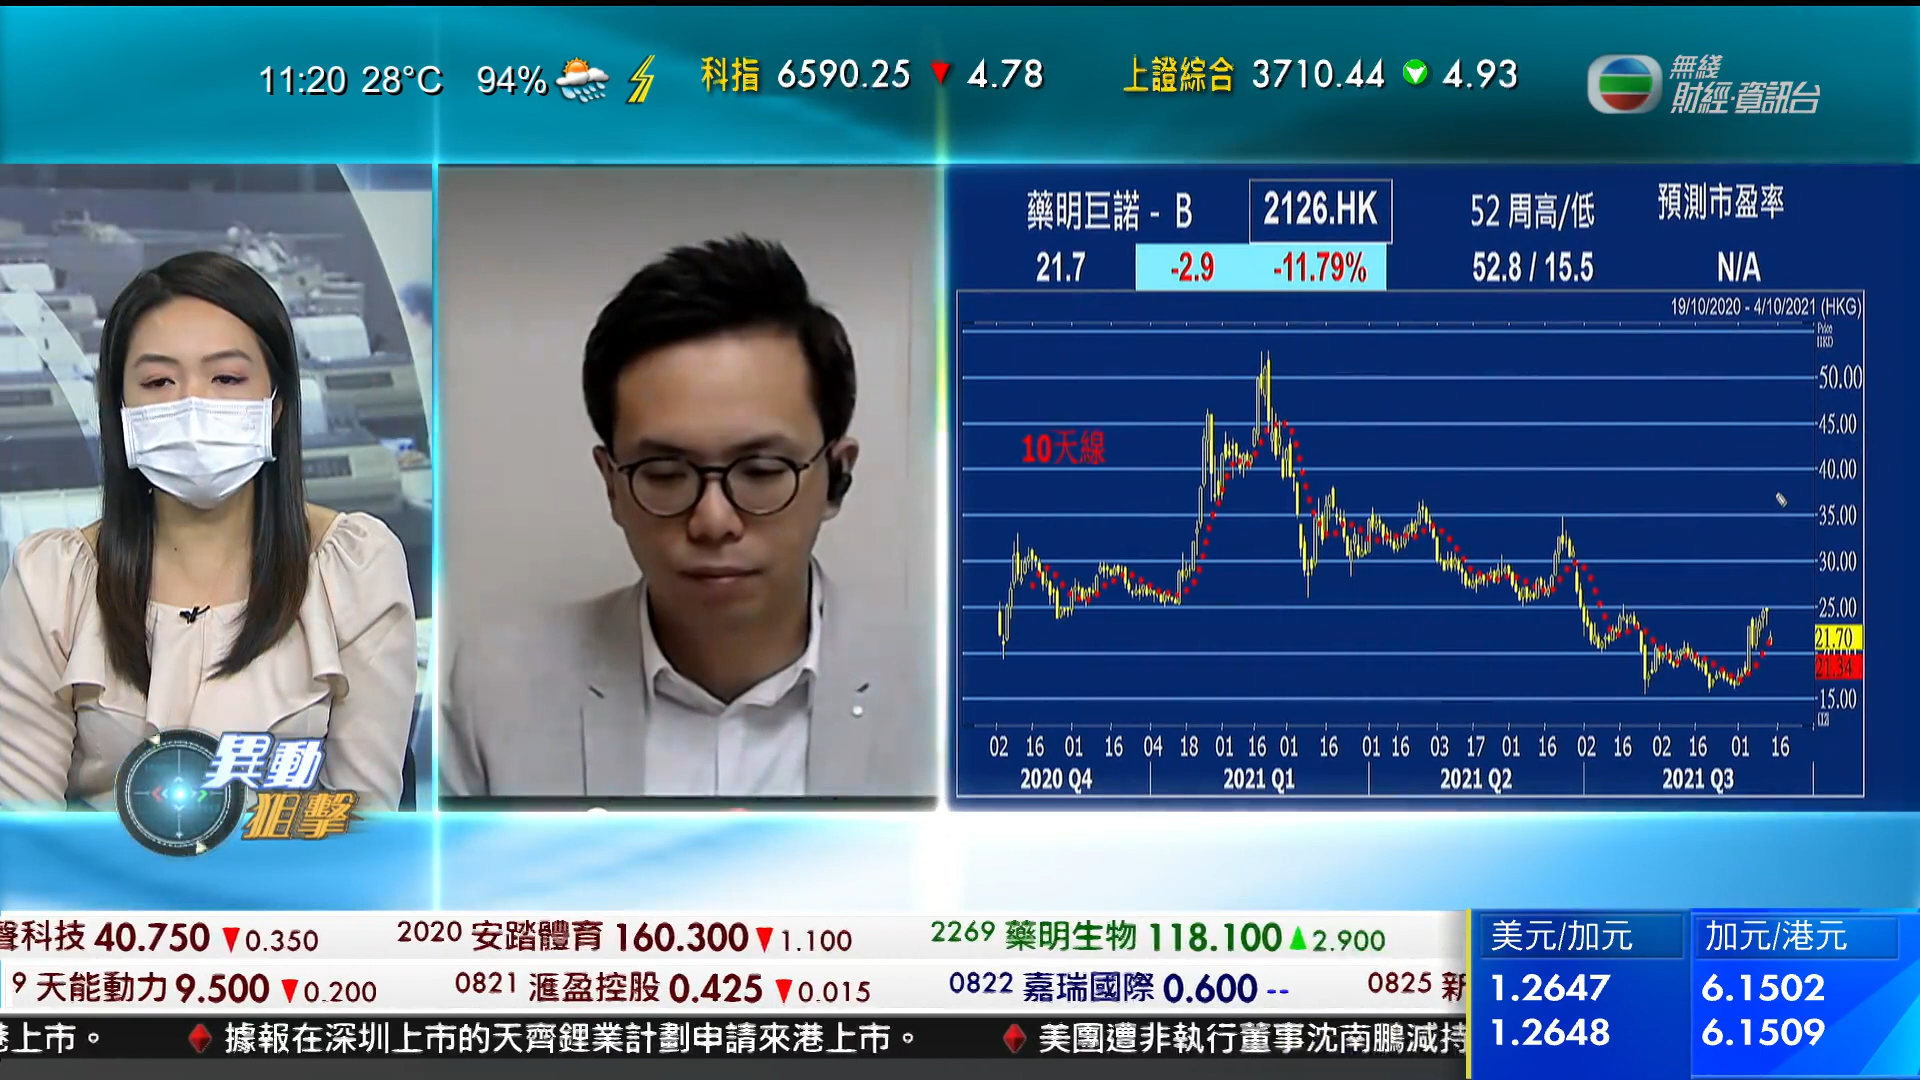 11:20 28°C 94% 科指 6590.25 ▼ 4.78 上證綜合 3710.44 4.93
無綫
財經·資訊台
藥明巨諾 - B 2126.HK 52 周高/低 預測市盈率
21.7 -2.9 -11.79% 52.8 / 15.5 N/A
19/10/2020 - 4/10/2021 (HKG)
Price
HKD
10天線
50.00
45.00
40.00
35.00
30.00
25.00
21.70
21.34
15.00
02 16 01 16 04 18 01 16 01 16 01 16 03 17 01 16 02 16 02 16 01 16
2020 Q4 2021 Q1 2021 Q2 2021 Q3
異動
狙擊
聲科技 40.750 ▼ 0.350 2020 安踏體育 160.300 ▼ 1.100 2269 藥明生物 118.100 ▲ 2.900
9 天能動力 9.500 ▼ 0.200 0821 滙盈控股 0.425 ▼ 0.015 0822 嘉瑞國際 0.600 -- 0825 新
港上市。 據報在深圳上市的天齊鋰業計劃申請來港上市。 美團遭非執行董事沈南鵬減持
美元/加元 加元/港元
1.2647 6.1502
1.2648 6.1509